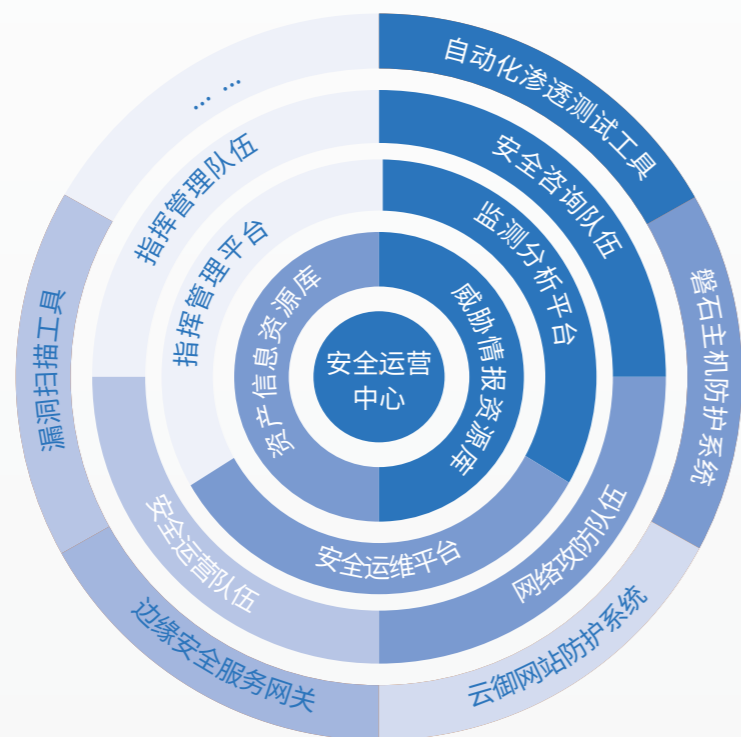 安全运营
中心
威胁情报资源库
资产信息资源库
监测分析平台
安全运维平台
指挥管理平台
安全咨询队伍
网络攻防队伍
安全运营队伍
指挥管理队伍
自动化渗透测试工具
磐石主机防护系统
云御网站防护系统
边缘安全服务网关
漏洞扫描工具
... ...